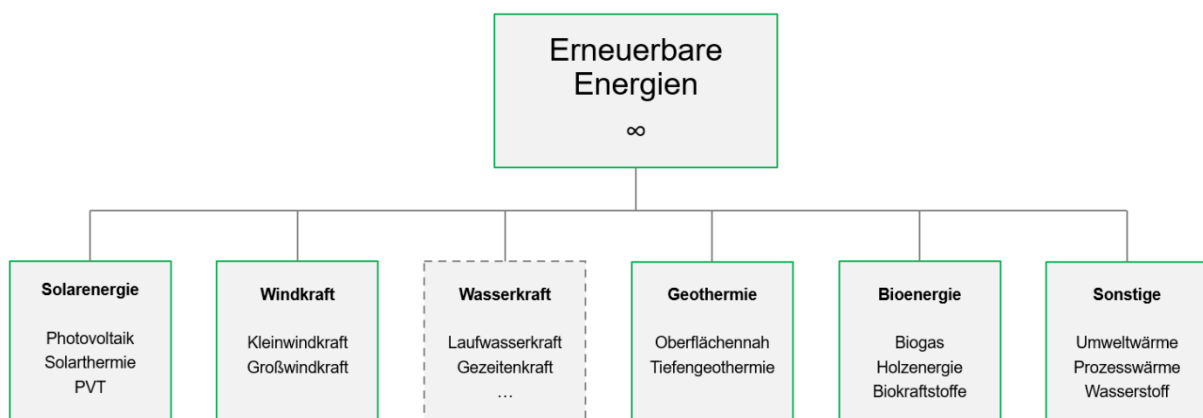 Erneuerbare
Energien
∞
Solarenergie
Photovoltaik
Solarthermie
PVT
Windkraft
Kleinwindkraft
Großwindkraft
Wasserkraft
Laufwasserkraft
Gezeitenkraft
…
Geothermie
Oberflächennah
Tiefengeothermie
Bioenergie
Biogas
Holzenergie
Biokraftstoffe
Sonstige
Umweltwärme
Prozesswärme
Wasserstoff